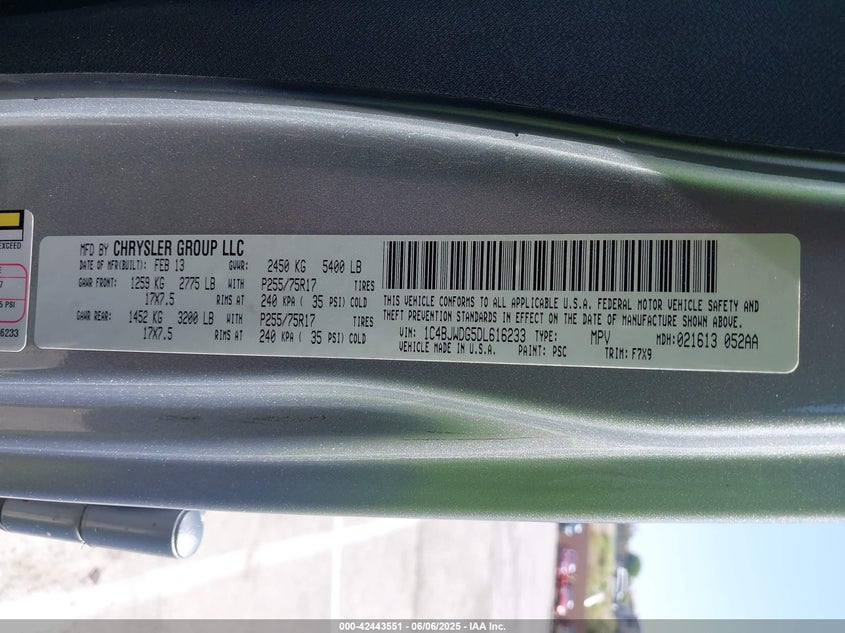 EXCEED
E
7
5 PSI
6233
MFD BY CHRYSLER GROUP LLC
DATE OF MFR(BUILT): FEB 13 GVWR: 2450 KG 5400 LB
GAWR FRONT: 1259 KG 2775 LB WITH P255/75R17 TIRES
17X7.5 RIMS AT 240 KPA ( 35 PSI) COLD
GAWR REAR: 1452 KG 3200 LB WITH P255/75R17 TIRES
17X7.5 RIMS AT 240 KPA ( 35 PSI) COLD
THIS VEHICLE CONFORMS TO ALL APPLICABLE U.S.A. FEDERAL MOTOR VEHICLE SAFETY AND
THEFT PREVENTION STANDARDS IN EFFECT ON THE DATE OF MANUFACTURE SHOWN ABOVE.
VIN: 1C4BJWDG5DL616233 TYPE: MPV MDH:021613 052AA
VEHICLE MADE IN U.S.A. PAINT: PSC TRIM: F7X9
000-42443551 | 06/06/2025 - IAA Inc.